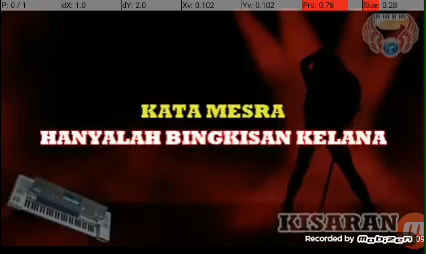 P: 0 / 1 dX: 1.0 dY: 2.0 Xv: 0.102 Yv: 0.102 Prs: 0.76 Size: 0.28
KATA MESRA
HANYALAH BINGKISAN KELANA
KISARAN
Recorded by mobizen